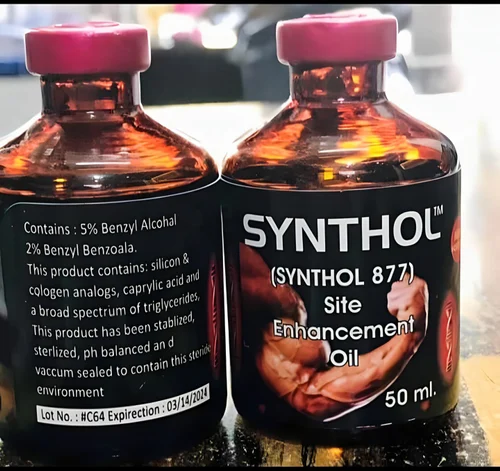 Contains : 5% Benzyl Alcohol
2% Benzyl Benzoala.
This product contains: silicon &
cologen analogs, caprylic acid and
a broad spectrum of triglycerides,
This product has been stablized,
sterlized, ph balanced an d
vaccum sealed to contain this steride
environment
Lot No. : #C64 Expirection : 03/14/2024
SYNTHOL™
(SYNTHOL 877)
Site
Enhancement
Oil
50 ml.